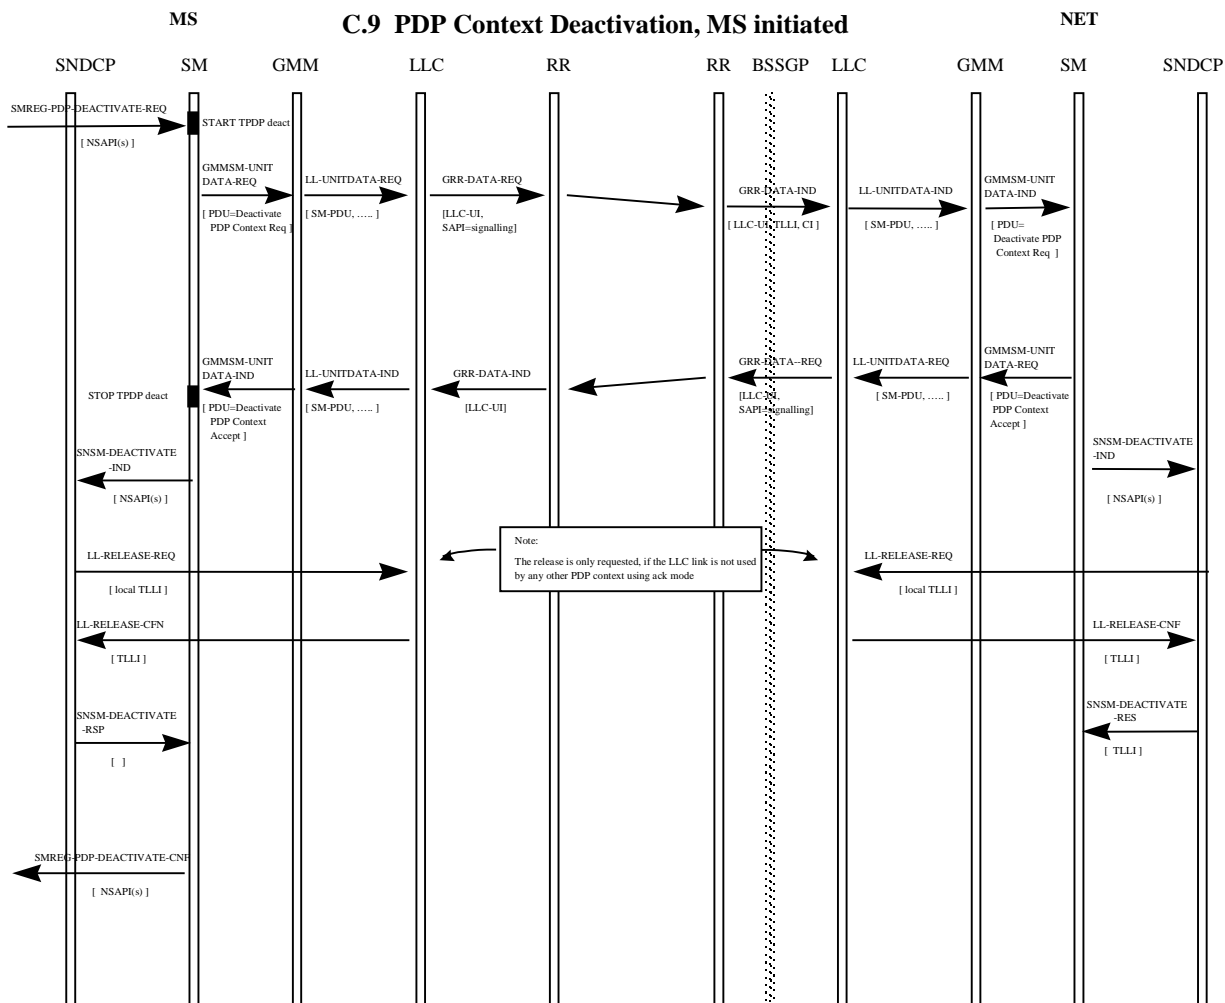 MS
C.9 PDP Context Deactivation, MS initiated
NET
SNDCP SM GMM LLC RR RR BSSGP LLC GMM SM SNDCP
SMREG-PDP-DEACTIVATE-REQ
[ NSAPI(s) ]
START TPDP deact
GMMSM-UNIT
DATA-REQ
[ PDU=Deactivate
PDP Context Req ]
LL-UNITDATA-REQ
[ SM-PDU, ..... ]
GRR-DATA-REQ
[LLC-UI,
SAPI=signalling]
GRR-DATA-IND
[ LLC-UI, TLLI, CI ]
LL-UNITDATA-IND
[ SM-PDU, ..... ]
GMMSM-UNIT
DATA-IND
[ PDU=
Deactivate PDP
Context Req ]
STOP TPDP deact
GMMSM-UNIT
DATA-IND
[ PDU=Deactivate
PDP Context
Accept ]
LL-UNITDATA-IND
[ SM-PDU, ..... ]
GRR-DATA-IND
[LLC-UI]
GRR-DATA--REQ
[LLC-UI,
SAPI=signalling]
LL-UNITDATA-REQ
[ SM-PDU, ..... ]
GMMSM-UNIT
DATA-REQ
[ PDU=Deactivate
PDP Context
Accept ]
SNSM-DEACTIVATE
-IND
[ NSAPI(s) ]
SNSM-DEACTIVATE
-IND
[ NSAPI(s) ]
LL-RELEASE-REQ
[ local TLLI ]
Note:
The release is only requested, if the LLC link is not used
by any other PDP context using ack mode
LL-RELEASE-REQ
[ local TLLI ]
LL-RELEASE-CFN
[ TLLI ]
LL-RELEASE-CNF
[ TLLI ]
SNSM-DEACTIVATE
-RSP
[ ]
SNSM-DEACTIVATE
-RES
[ TLLI ]
SMREG-PDP-DEACTIVATE-CNF
[ NSAPI(s) ]